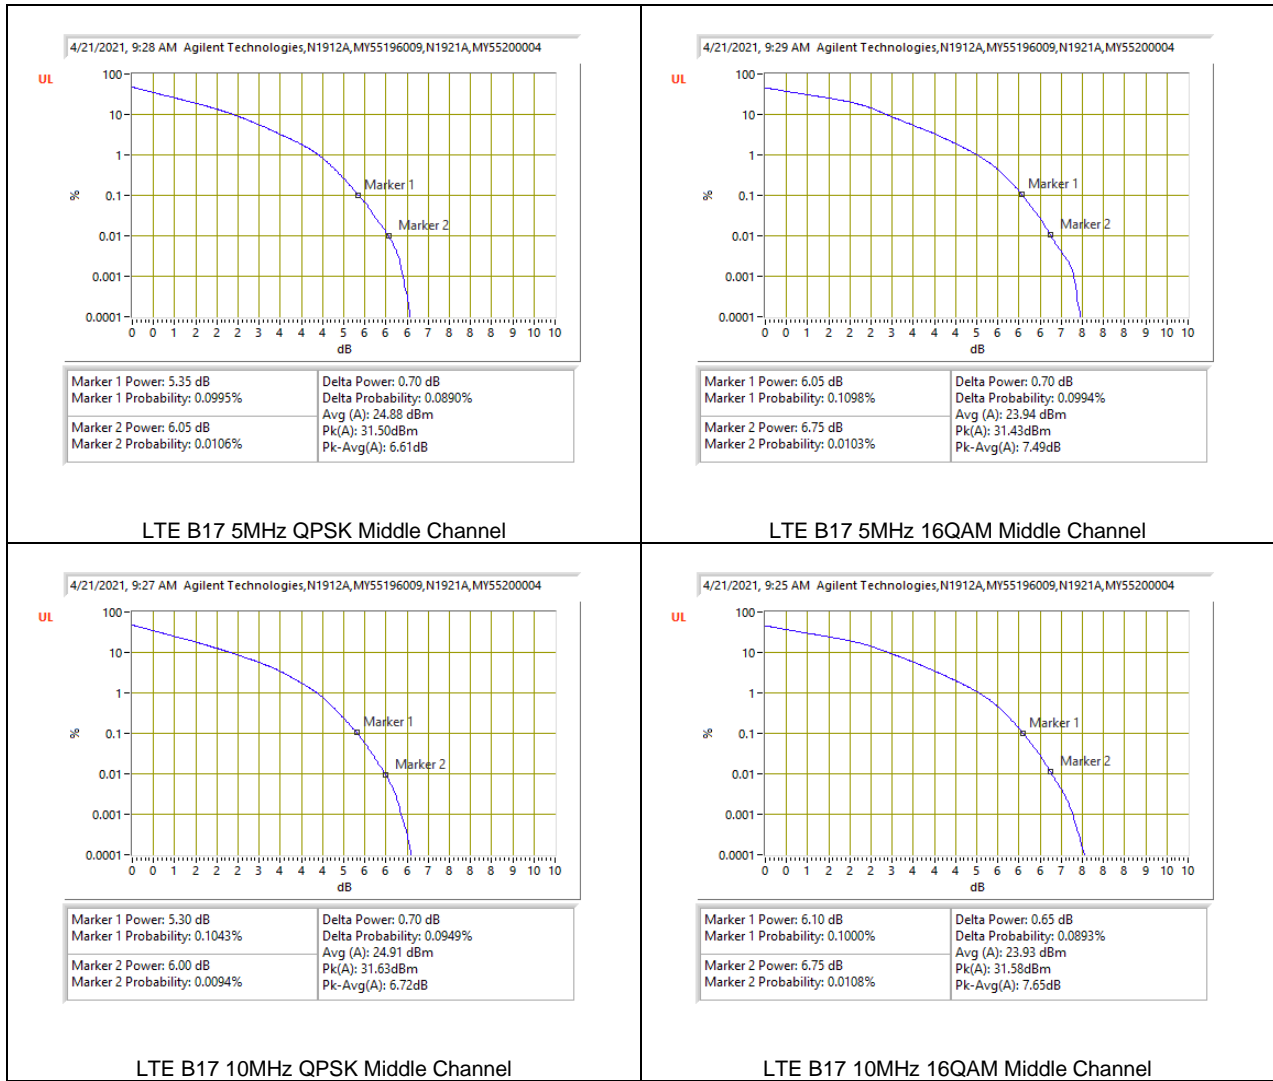 4/21/2021, 9:28 AM  Agilent Technologies,N1912A,MY55196009,N1921A,MY55200004
UL
100
10
1
%
0.1
Marker 1
Marker 2
0.01
0.001
0.0001
0 0 1 2 2 2 3 3 4 4 5 5 6 6 7 7 8 8 9 10 10
dB
Marker 1 Power: 5.35 dB
Marker 1 Probability: 0.0995%
Marker 2 Power: 6.05 dB
Marker 2 Probability: 0.0106%
Delta Power: 0.70 dB
Delta Probability: 0.0890%
Avg (A): 24.88 dBm
Pk(A): 31.50dBm
Pk-Avg(A): 6.61dB
LTE B17 5MHz QPSK Middle Channel
4/21/2021, 9:29 AM  Agilent Technologies,N1912A,MY55196009,N1921A,MY55200004
UL
100
10
1
%
0.1
Marker 1
Marker 2
0.01
0.001
0.0001
0 0 1 2 2 2 3 4 4 4 5 5 6 6 7 8 8 8 9 10 10
dB
Marker 1 Power: 6.05 dB
Marker 1 Probability: 0.1098%
Marker 2 Power: 6.75 dB
Marker 2 Probability: 0.0103%
Delta Power: 0.70 dB
Delta Probability: 0.0994%
Avg (A): 23.94 dBm
Pk(A): 31.43dBm
Pk-Avg(A): 7.49dB
LTE B17 5MHz 16QAM Middle Channel
4/21/2021, 9:27 AM  Agilent Technologies,N1912A,MY55196009,N1921A,MY55200004
UL
100
10
1
%
0.1
Marker 1
Marker 2
0.01
0.001
0.0001
0 0 1 2 2 2 3 3 4 4 5 5 6 6 7 7 8 8 9 10 10
dB
Marker 1 Power: 5.30 dB
Marker 1 Probability: 0.1043%
Marker 2 Power: 6.00 dB
Marker 2 Probability: 0.0094%
Delta Power: 0.70 dB
Delta Probability: 0.0949%
Avg (A): 24.91 dBm
Pk(A): 31.63dBm
Pk-Avg(A): 6.72dB
LTE B17 10MHz QPSK Middle Channel
4/21/2021, 9:25 AM  Agilent Technologies,N1912A,MY55196009,N1921A,MY55200004
UL
100
10
1
%
0.1
Marker 1
Marker 2
0.01
0.001
0.0001
0 0 1 2 2 2 3 4 4 4 5 5 6 6 7 8 8 8 9 10 10
dB
Marker 1 Power: 6.10 dB
Marker 1 Probability: 0.1000%
Marker 2 Power: 6.75 dB
Marker 2 Probability: 0.0108%
Delta Power: 0.65 dB
Delta Probability: 0.0893%
Avg (A): 23.93 dBm
Pk(A): 31.58dBm
Pk-Avg(A): 7.65dB
LTE B17 10MHz 16QAM Middle Channel